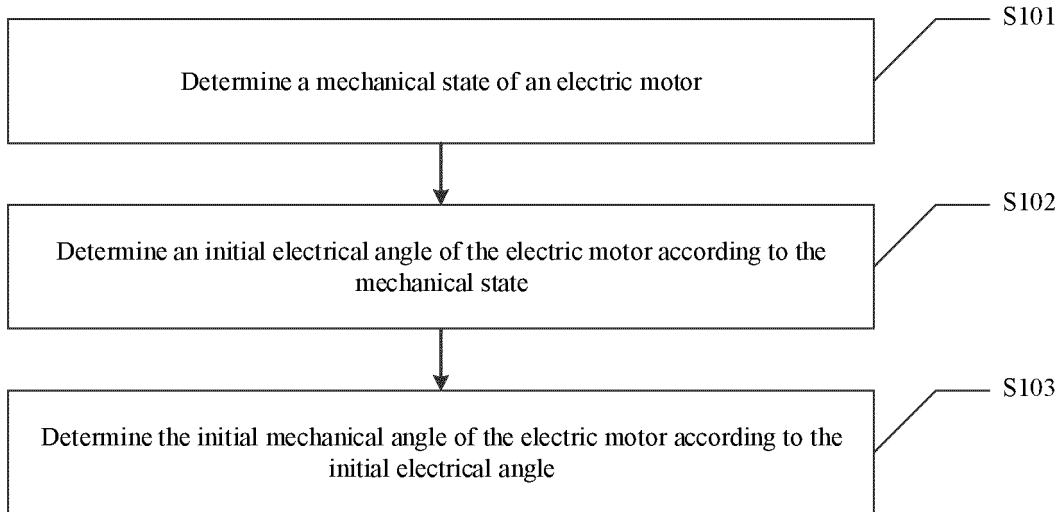 S101
Determine a mechanical state of an electric motor
S102
Determine an initial electrical angle of the electric motor according to the
mechanical state
S103
Determine the initial mechanical angle of the electric motor according to the
initial electrical angle